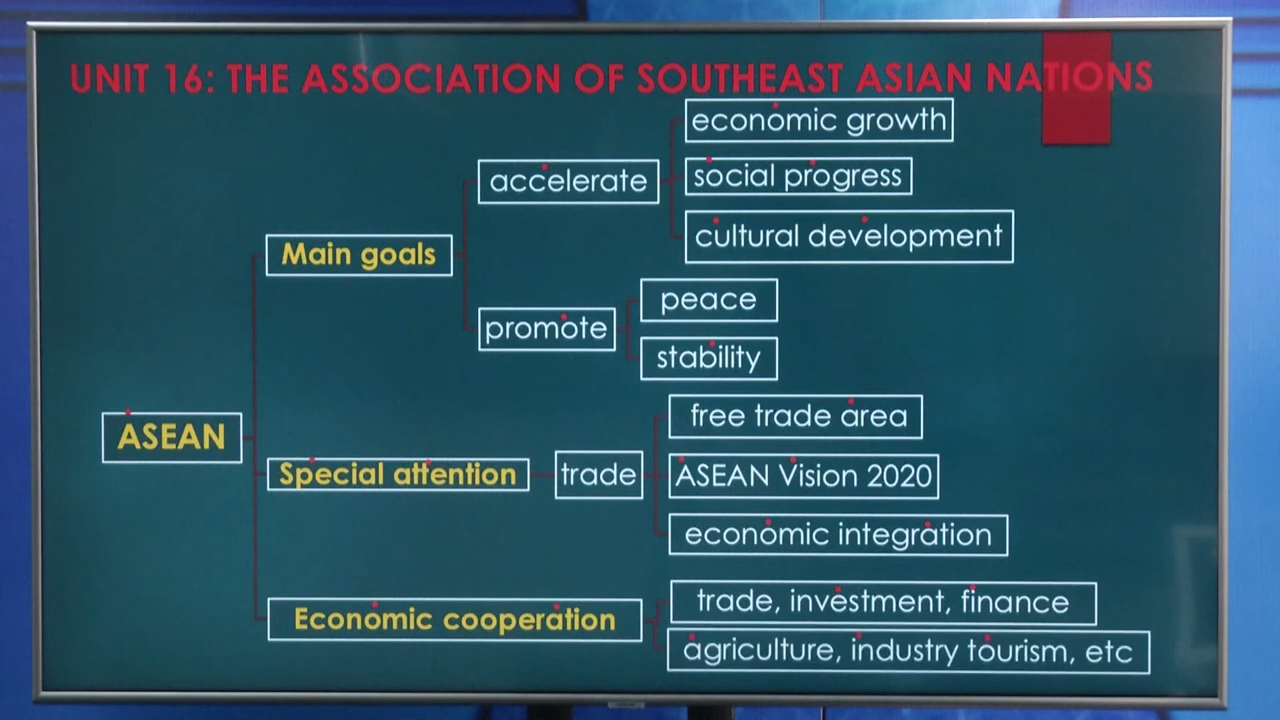 UNIT 16: THE ASSOCIATION OF SOUTHEAST ASIAN NATIONS
economic growth
accelerate
social progress
cultural development
Main goals
peace
promote
stability
ASEAN
free trade area
Special attention
trade
ASEAN Vision 2020
economic integration
Economic cooperation
trade, investment, finance
agriculture, industry tourism, etc